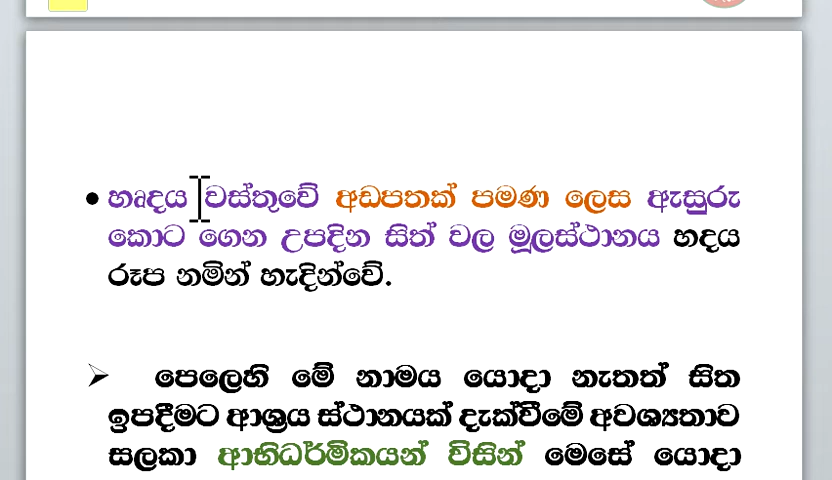 • හෘදය වස්තුවේ අඩපතක් පමණ ලෙස ඇසුරු
කොට ගෙන උපදින සිත් වල මූලස්ථානය හදය
රූප නමින් හැඳින්වේ.
➢ පෙලෙහි මේ නාමය යොදා නැතත් සිත
ඉපදීමට ආශ්‍රය ස්ථානයක් දැක්වීමේ අවශ්‍යතාව
සලකා ආභිධර්මිකයන් විසින් මෙසේ යොදා